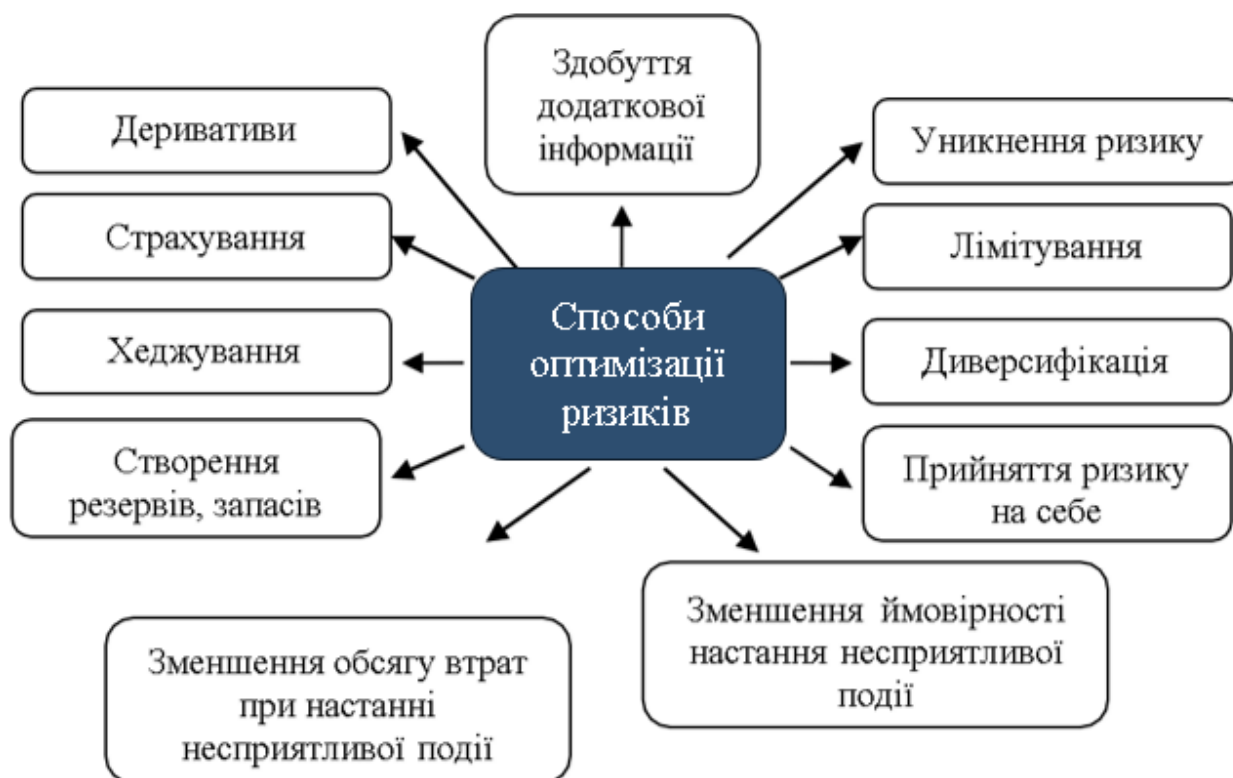 Здобуття
додаткової
інформації
Деривативи
Уникнення ризику
Страхування
Лімітування
Способи
оптимізації
ризиків
Хеджування
Диверсифікація
Створення
резервів, запасів
Прийняття ризику
на себе
Зменшення ймовірності
настання несприятливої
події
Зменшення обсягу втрат
при настанні
несприятливої події